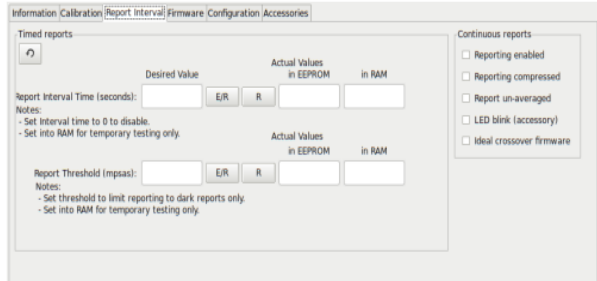 Information Calibration Report Interval Firmware Configuration Accessories
Timed reports
Desired Value
Actual Values
in EEPROM in RAM
Report Interval Time (seconds): E/R R
Notes:
- Set Interval time to 0 to disable.
- Set into RAM for temporary testing only.
Actual Values
in EEPROM in RAM
Report Threshold (mpsas): E/R R
Notes:
- Set threshold to limit reporting to dark reports only.
- Set into RAM for temporary testing only.
Continuous reports
Reporting enabled
Reporting compressed
Report un-averaged
LED blink (accessory)
Ideal crossover firmware